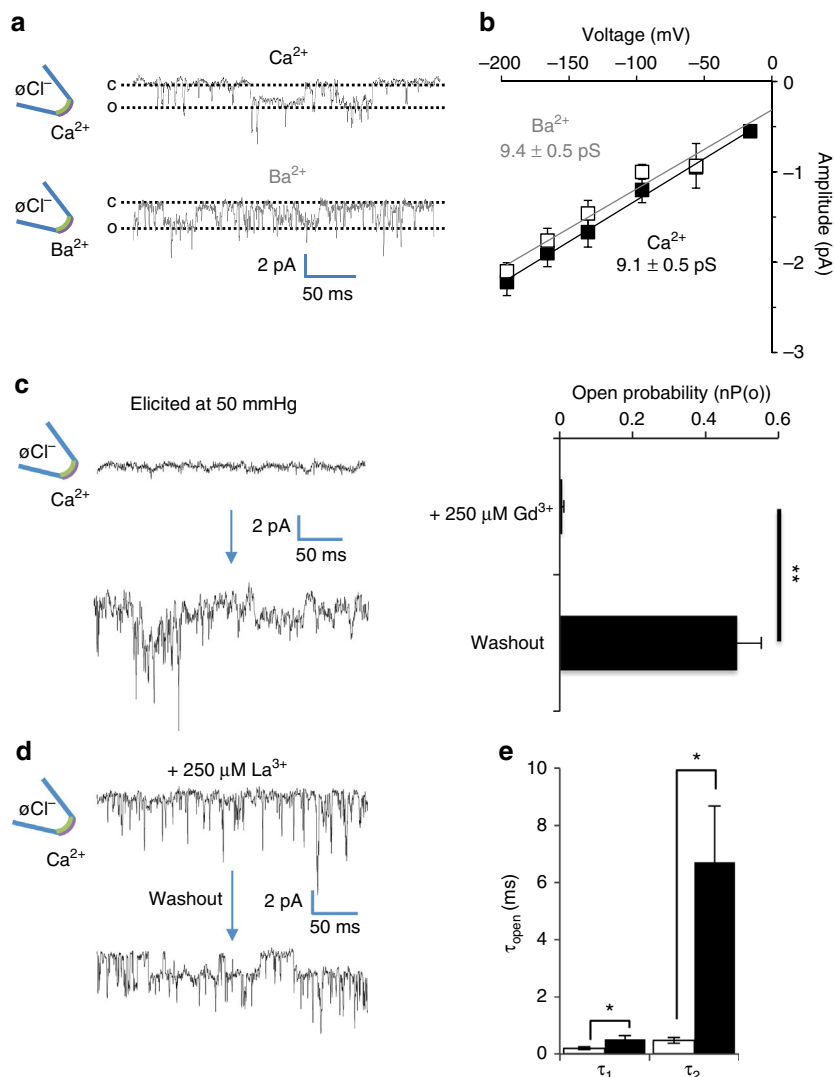 a
Ca²⁺
øCl⁻
Ca²⁺
c
o
Ba²⁺
øCl⁻
Ba²⁺
c
o
2 pA
50 ms
b
Voltage (mV)
−200 −150 −100 −50 0
0
−1
−2
−3
Amplitude (pA)
Ba²⁺
9.4 ± 0.5 pS
Ca²⁺
9.1 ± 0.5 pS
c
Elicited at 50 mmHg
øCl⁻
Ca²⁺
2 pA
50 ms
Open probability (nP(o))
0 0.2 0.4 0.6
+ 250 μM Gd³⁺
Washout
**
d
+ 250 μM La³⁺
øCl⁻
Ca²⁺
Washout
2 pA
50 ms
e
10
8
6
4
2
0
τopen (ms)
*
*
τ₁ τ₂